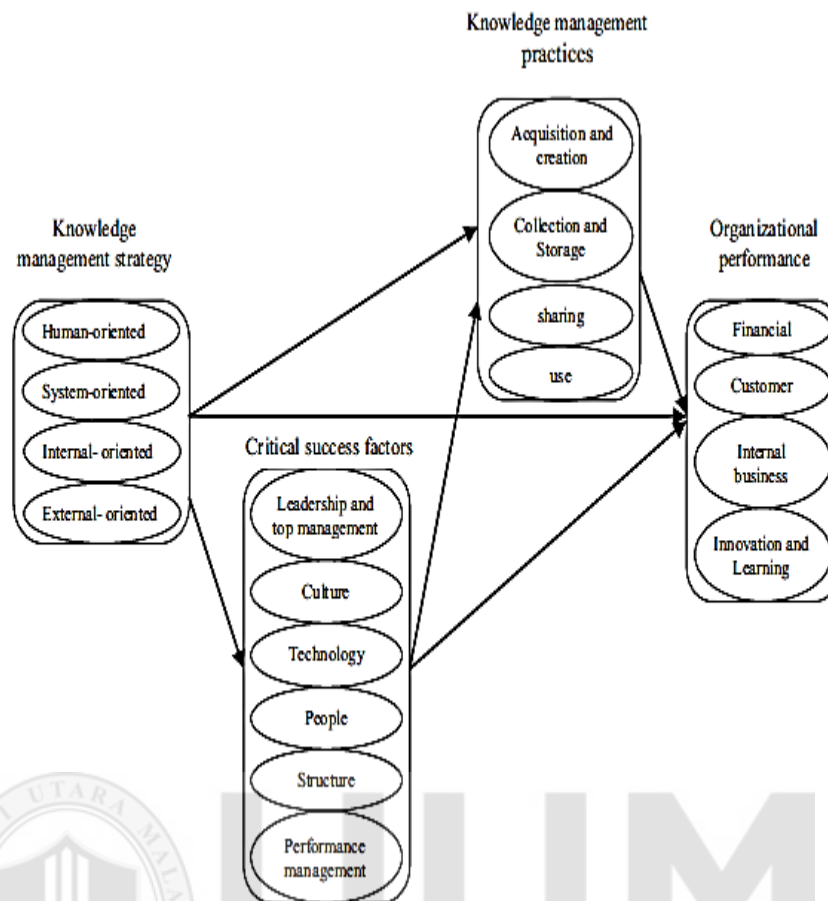 Knowledge management
practices
Acquisition and
creation
Collection and
Storage
sharing
use
Knowledge
management strategy
Human-oriented
System-oriented
Internal- oriented
External- oriented
Critical success factors
Leadership and
top management
Culture
Technology
People
Structure
Performance
management
Organizational
performance
Financial
Customer
Internal
business
Innovation and
Learning
UTARA
UUM